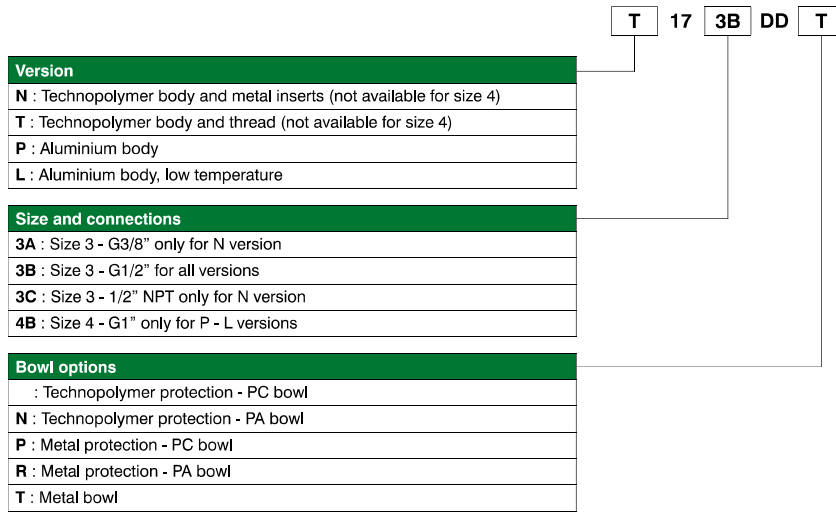 T 17 3B DD T
Version
N : Technopolymer body and metal inserts (not available for size 4)
T : Technopolymer body and thread (not available for size 4)
P : Aluminium body
L : Aluminium body, low temperature
Size and connections
3A : Size 3 - G3/8” only for N version
3B : Size 3 - G1/2” for all versions
3C : Size 3 - 1/2” NPT only for N version
4B : Size 4 - G1” only for P - L versions
Bowl options
: Technopolymer protection - PC bowl
N : Technopolymer protection - PA bowl
P : Metal protection - PC bowl
R : Metal protection - PA bowl
T : Metal bowl